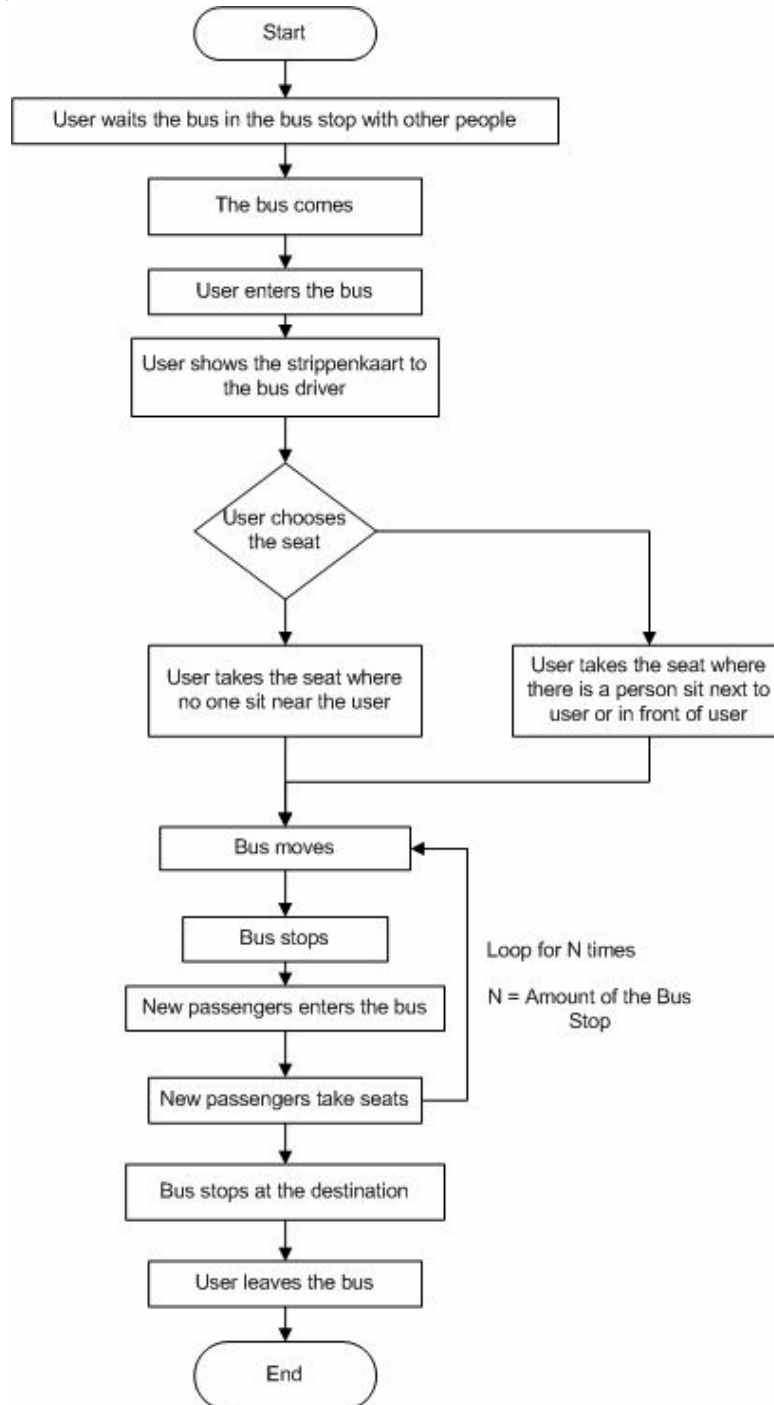 Start
User waits the bus in the bus stop with other people
The bus comes
User enters the bus
User shows the strippenkaart to
the bus driver
User chooses
the seat
User takes the seat where
no one sit near the user
User takes the seat where
there is a person sit next to
user or in front of user
Bus moves
Bus stops
Loop for N times
New passengers enters the bus
N = Amount of the Bus
Stop
New passengers take seats
Bus stops at the destination
User leaves the bus
End